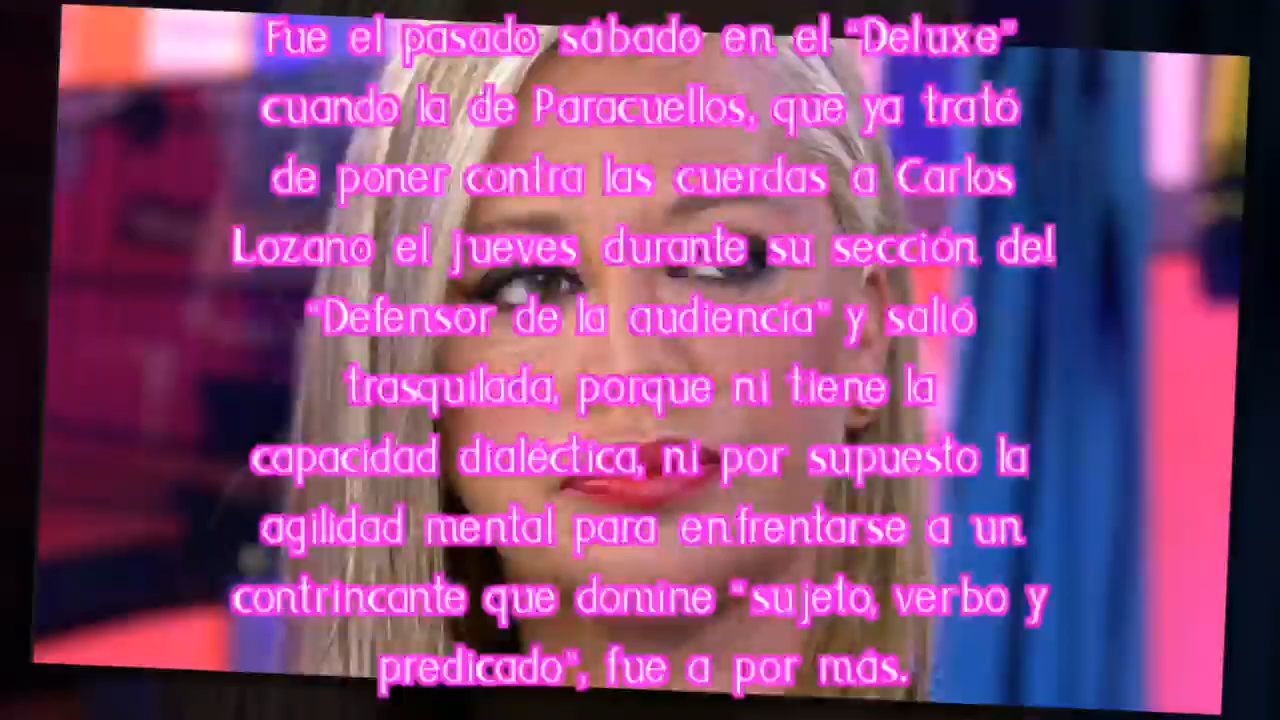 Fue el pasado sábado en el "Deluxe"
cuando la de Paracuellos, que ya trató
de poner contra las cuerdas a Carlos
Lozano el jueves durante su sección del
"Defensor de la audiencia" y salió
trasquilada, porque ni tiene la
capacidad dialéctica, ni por supuesto la
agilidad mental para enfrentarse a un
contrincante que domine "sujeto, verbo y
predicado", fue a por más.